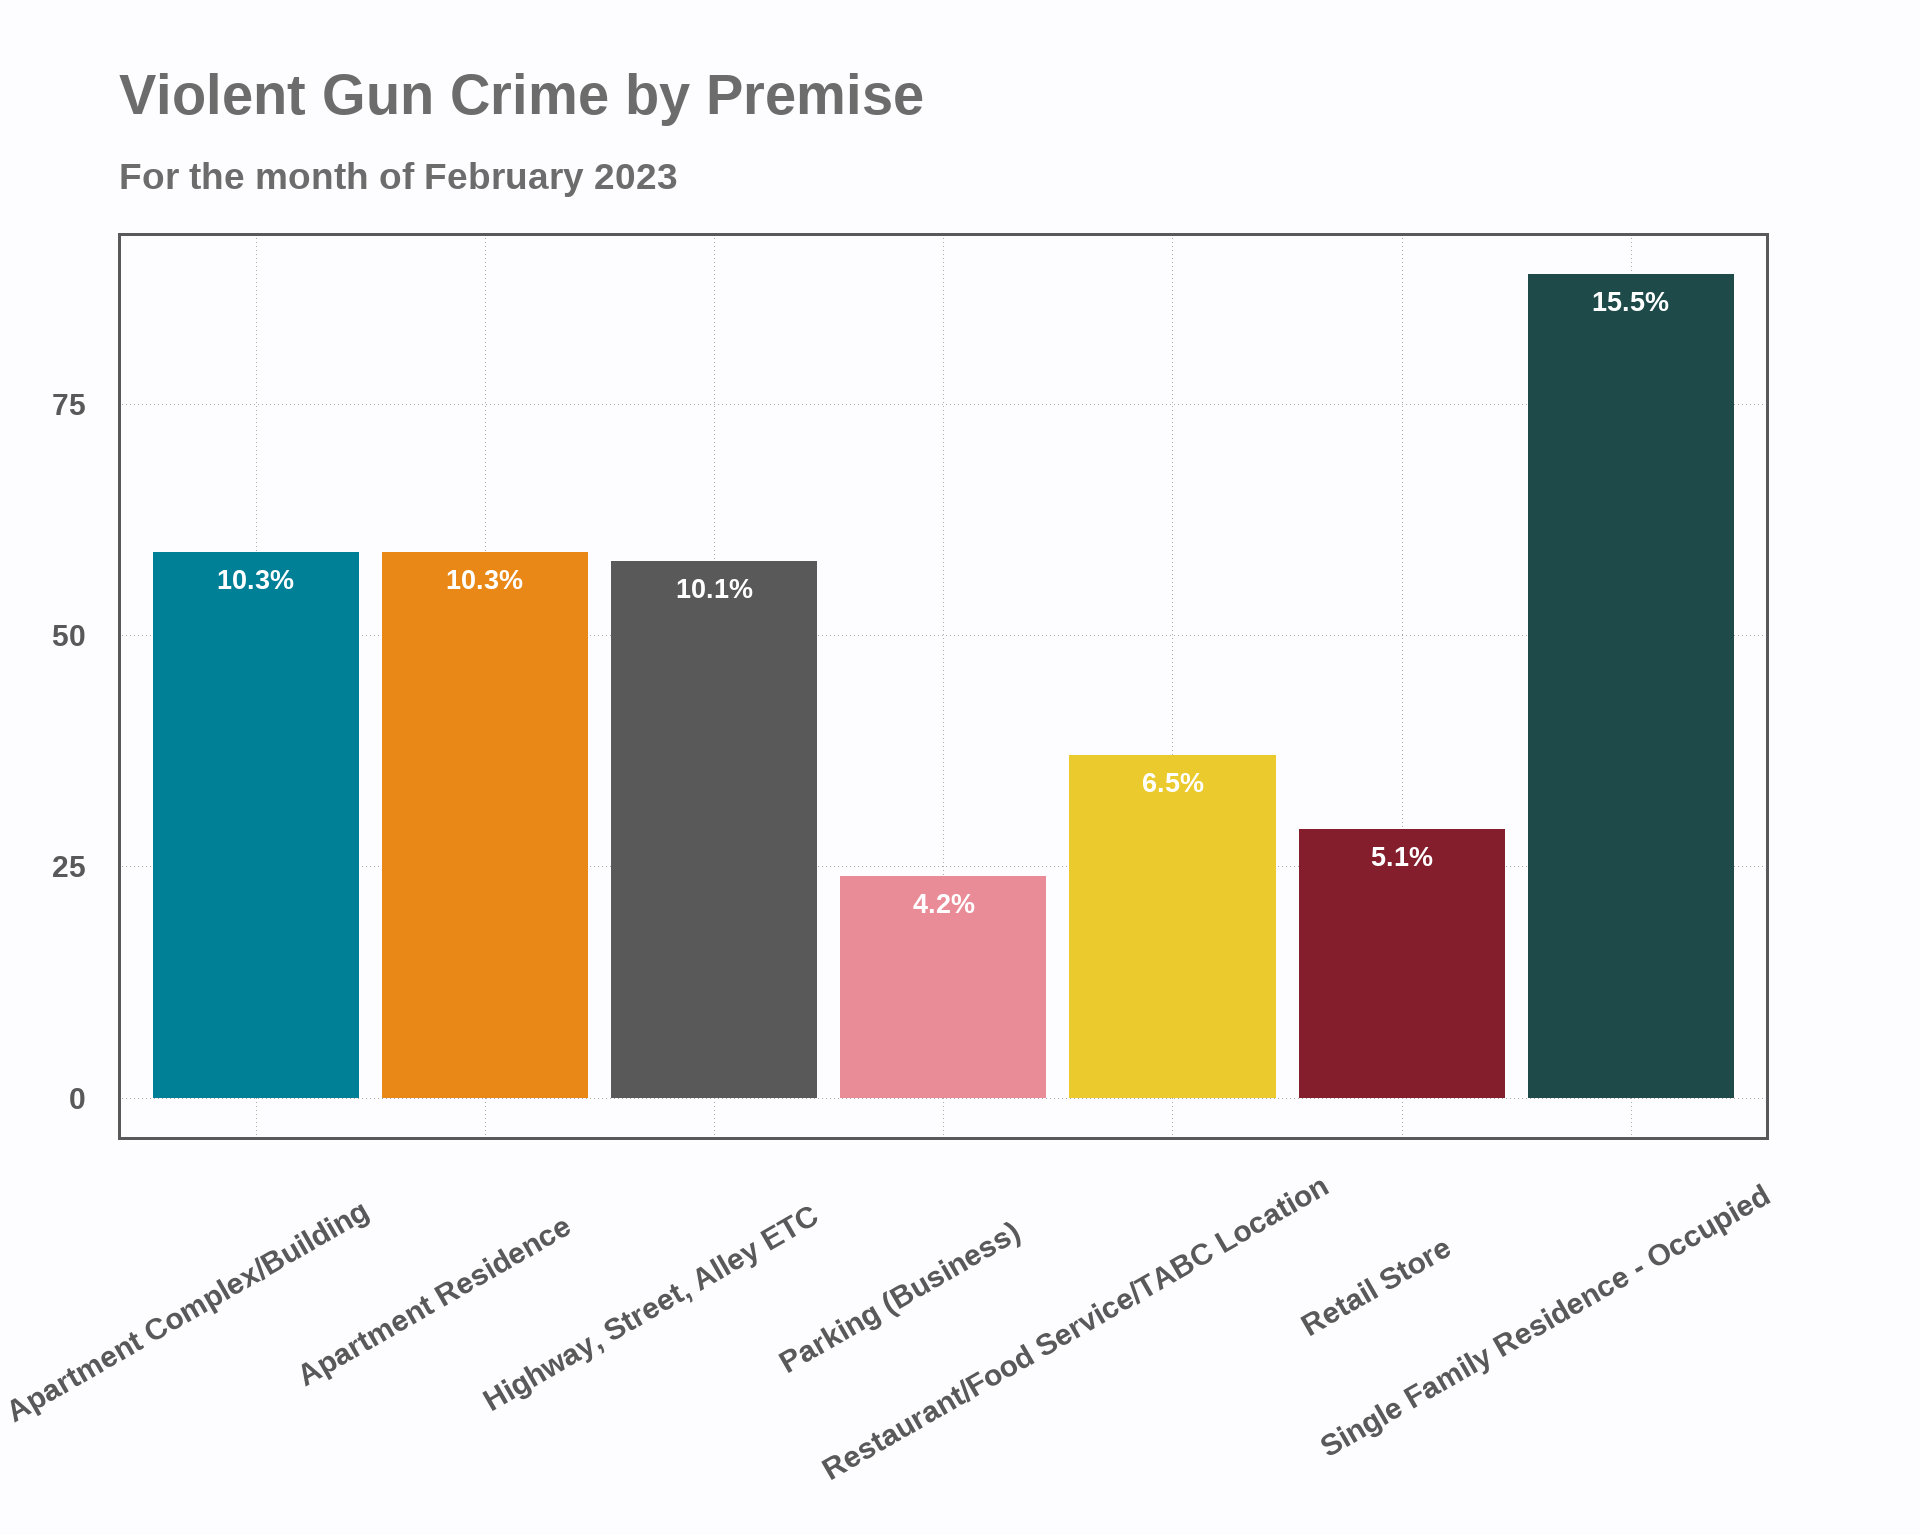 Violent Gun Crime by Premise
For the month of February 2023
75
50
25
0
10.3%
10.3%
10.1%
4.2%
6.5%
5.1%
15.5%
Apartment Complex/Building
Apartment Residence
Highway, Street, Alley ETC
Parking (Business)
Restaurant/Food Service/TABC Location
Retail Store
Single Family Residence - Occupied